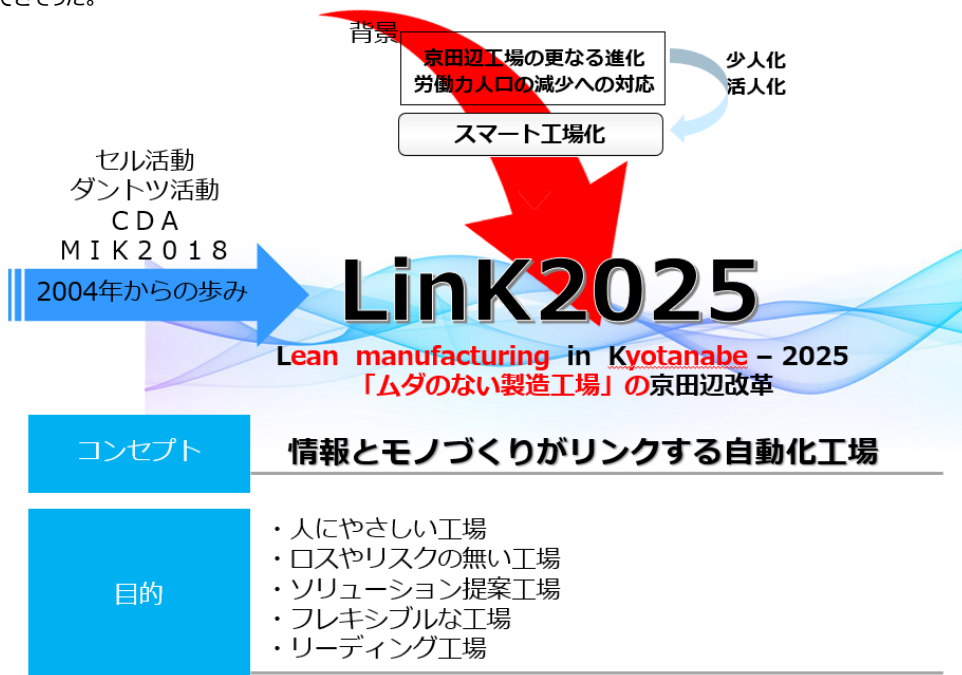 背景
京田辺工場の更なる進化
労働力人口の減少への対応
少人化
活人化
スマート工場化
セル活動
ダントツ活動
ＣＤＡ
ＭＩＫ２０１８
2004年からの歩み
LinK2025
Lean manufacturing in Kyotanabe – 2025
「ムダのない製造工場」の京田辺改革
コンセプト
情報とモノづくりがリンクする自動化工場
目的
・人にやさしい工場
・ロスやリスクの無い工場
・ソリューション提案工場
・フレキシブルな工場
・リーディング工場